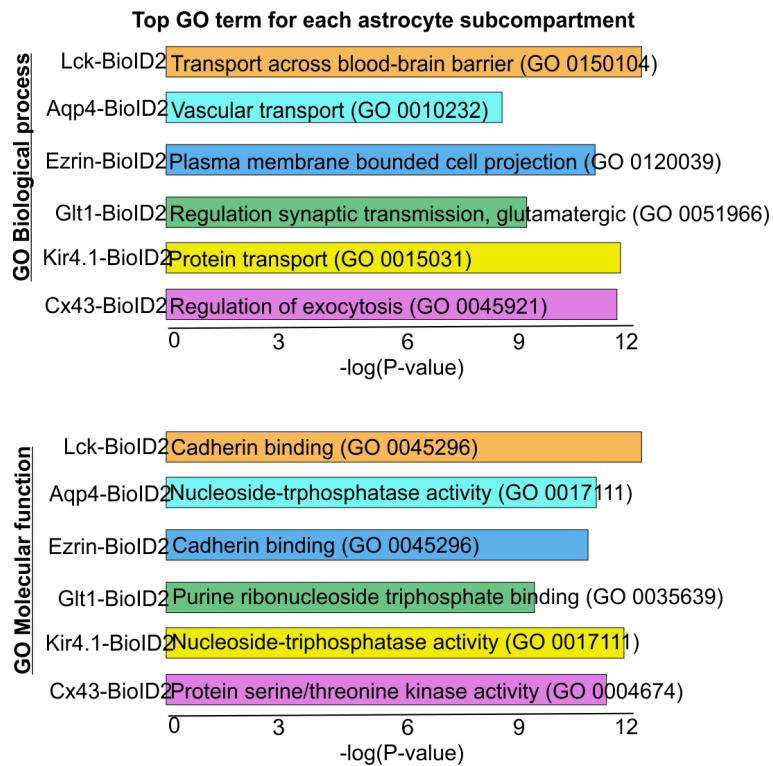 Top GO term for each astrocyte subcompartment
GO Biological process
Lck-BioID2 Transport across blood-brain barrier (GO 0150104)
Aqp4-BioID2 Vascular transport (GO 0010232)
Ezrin-BioID2 Plasma membrane bounded cell projection (GO 0120039)
Glt1-BioID2 Regulation synaptic transmission, glutamatergic (GO 0051966)
Kir4.1-BioID2 Protein transport (GO 0015031)
Cx43-BioID2 Regulation of exocytosis (GO 0045921)
0 3 6 9 12
-log(P-value)
GO Molecular function
Lck-BioID2 Cadherin binding (GO 0045296)
Aqp4-BioID2 Nucleoside-trphosphatase activity (GO 0017111)
Ezrin-BioID2 Cadherin binding (GO 0045296)
Glt1-BioID2 Purine ribonucleoside triphosphate binding (GO 0035639)
Kir4.1-BioID2 Nucleoside-triphosphatase activity (GO 0017111)
Cx43-BioID2 Protein serine/threonine kinase activity (GO 0004674)
0 3 6 9 12
-log(P-value)